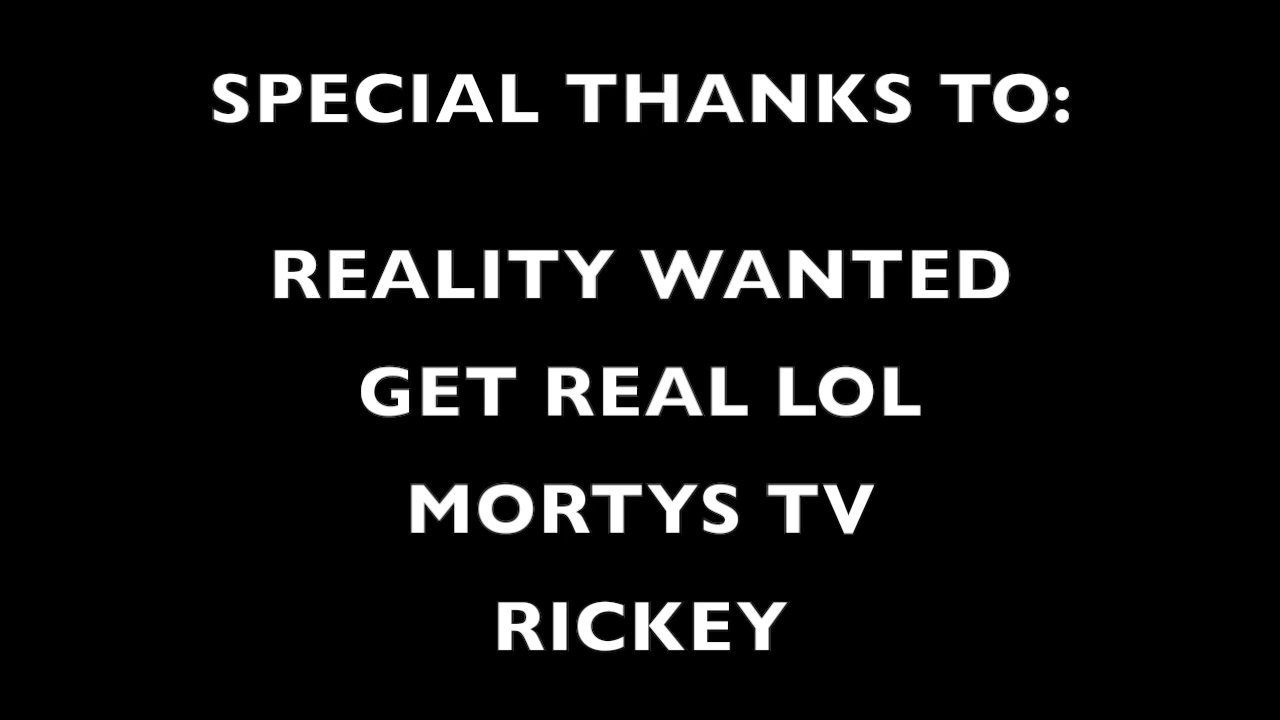 SPECIAL THANKS TO:
REALITY WANTED
GET REAL LOL
MORTYS TV
RICKEY